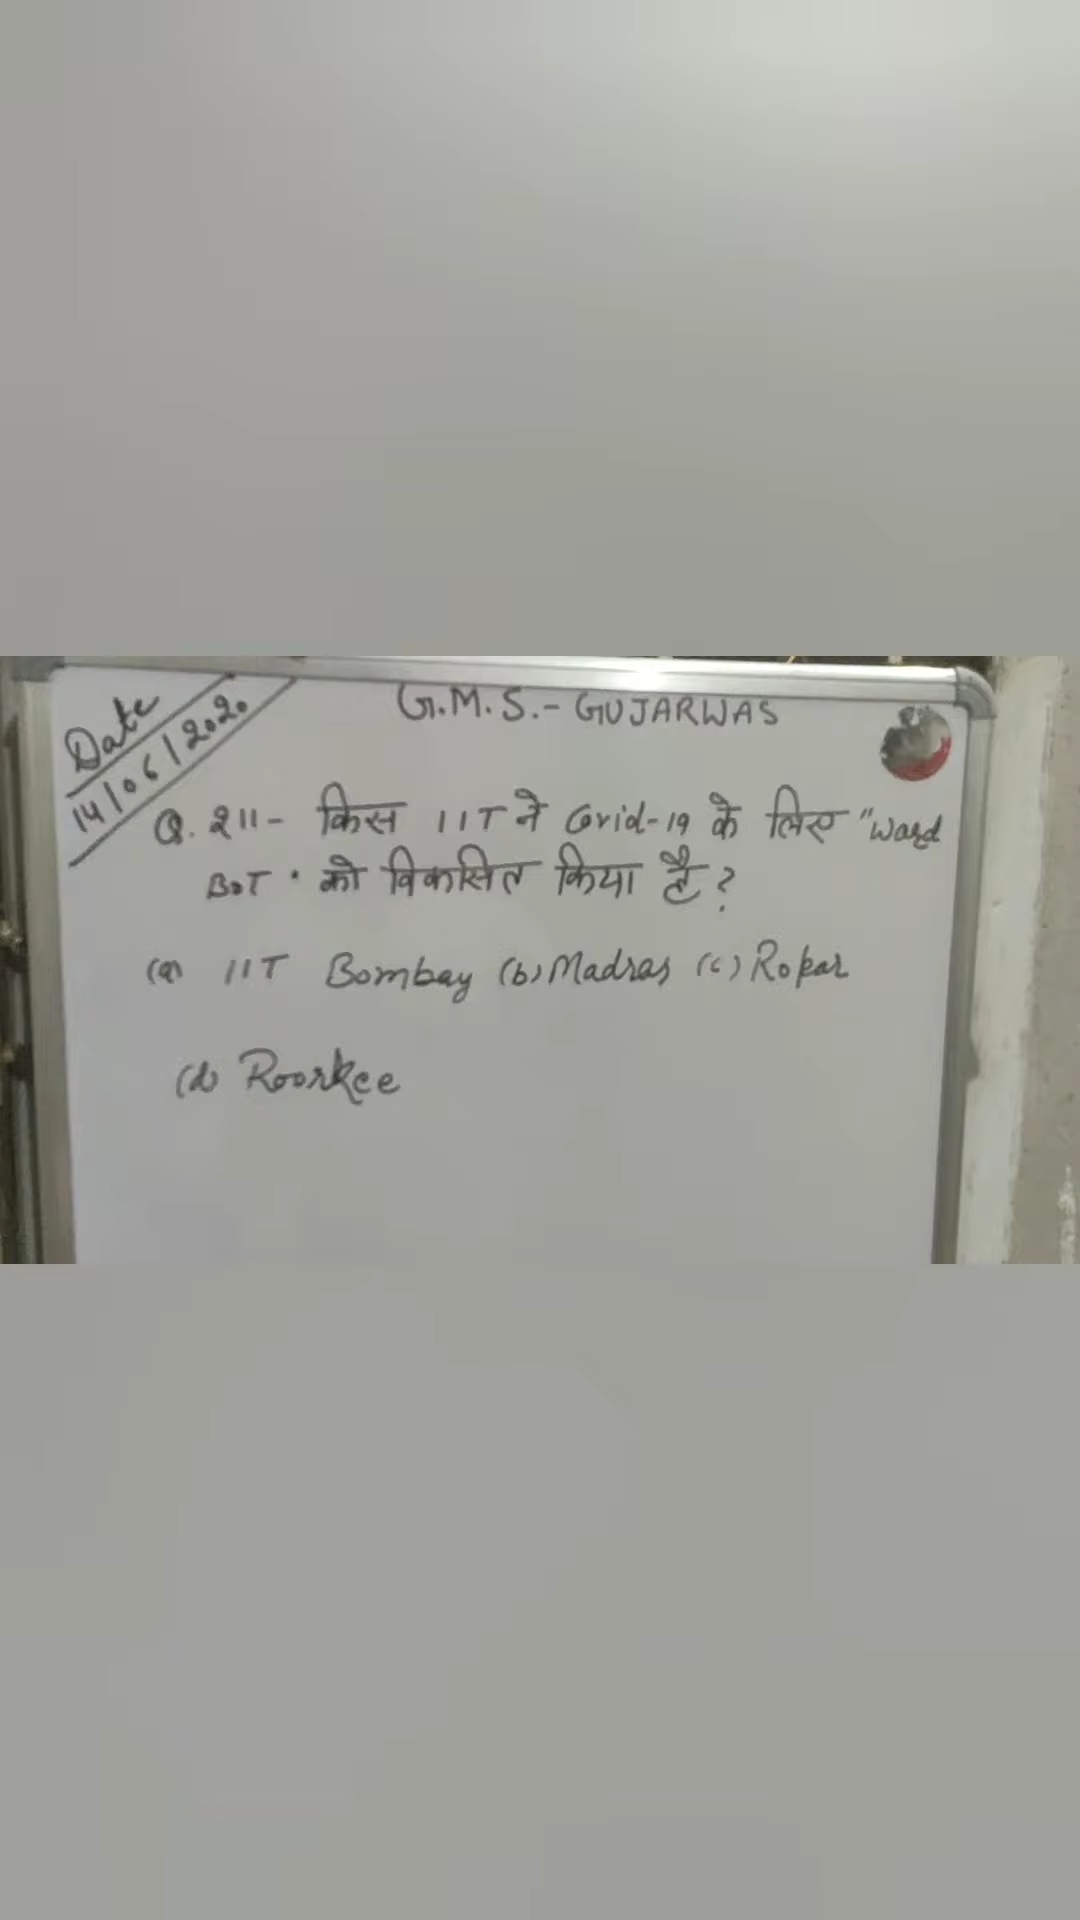 Date
14/06/2020
G.M.S.- GUJARWAS
Q. 211- किस IIT ने Covid-19 के लिए "Ward
BOT " को विकसित किया है ?
(a) IIT Bombay (b) Madras (c) Ropar
(d) Roorkee